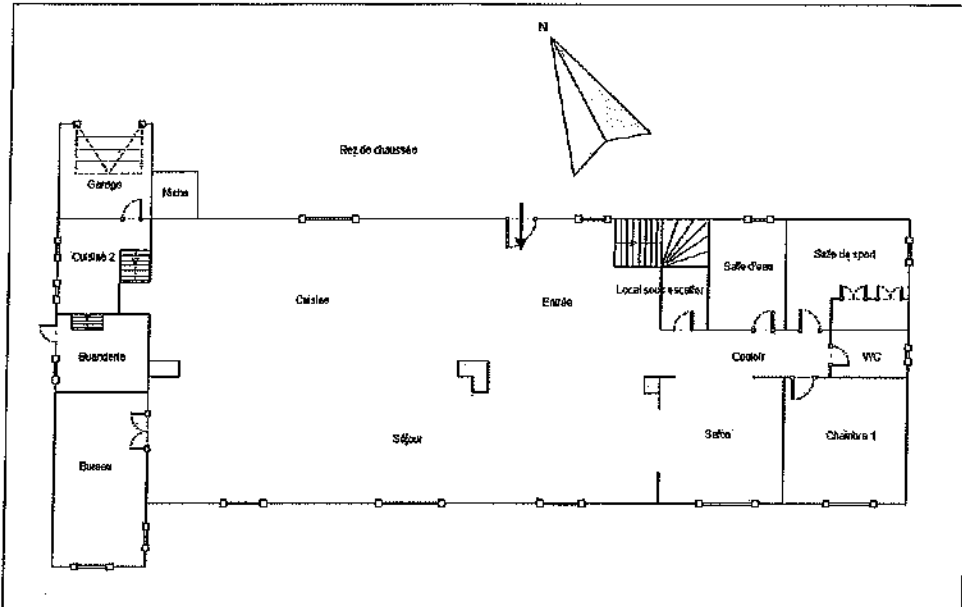 N
Rez de chaussée
Garage
Niche
Cuisine 2
Salle de sport
Salle d'eau
Cuisine
Entrée
Local sous escalier
Buanderie
Couloir
WC
Séjour
Salon
Chambre 1
Bureau